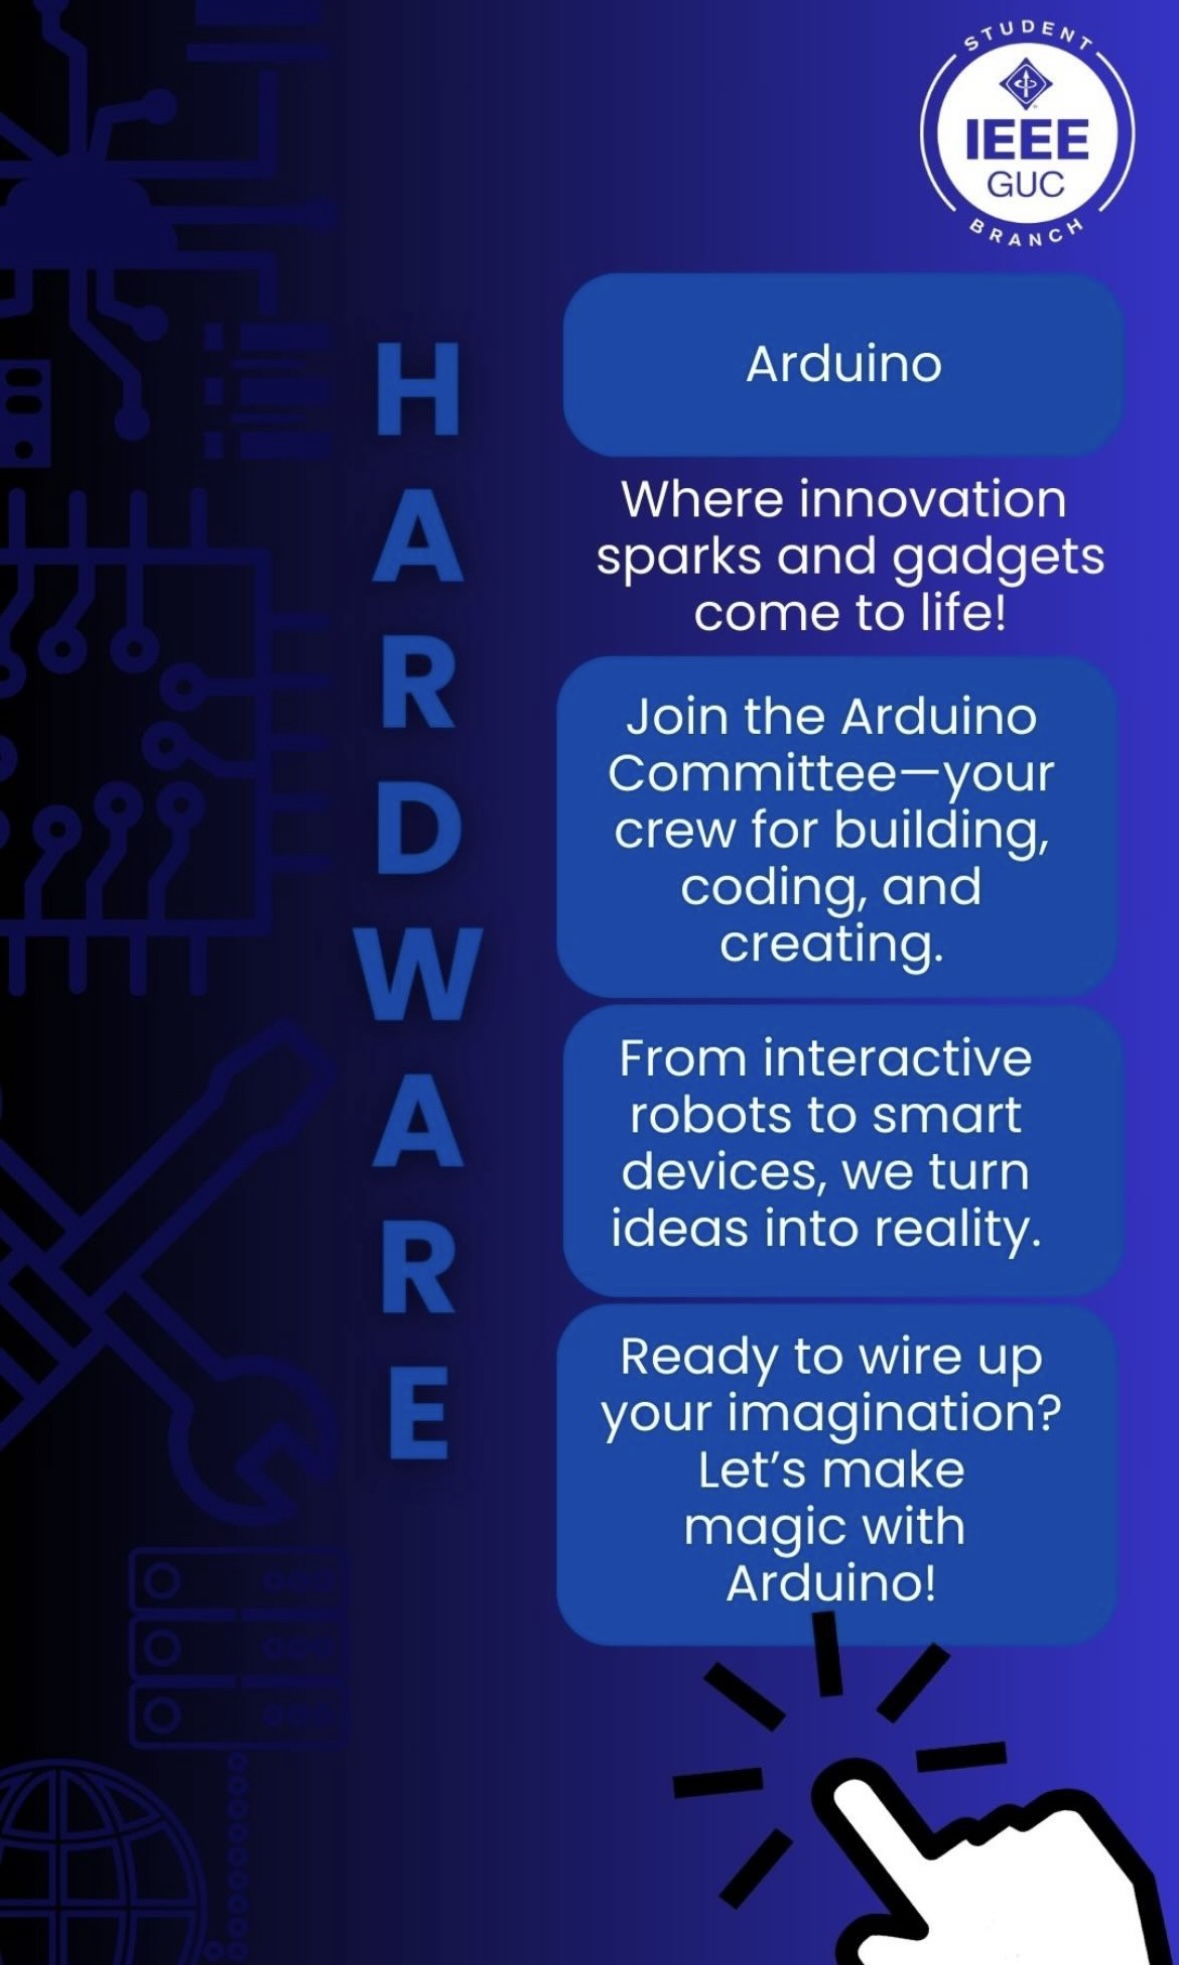 STUDENT
IEEE
GUC
BRANCH
HARDWARE
Arduino
Where innovation
sparks and gadgets
come to life!
Join the Arduino
Committee—your
crew for building,
coding, and
creating.
From interactive
robots to smart
devices, we turn
ideas into reality.
Ready to wire up
your imagination?
Let’s make
magic with
Arduino!